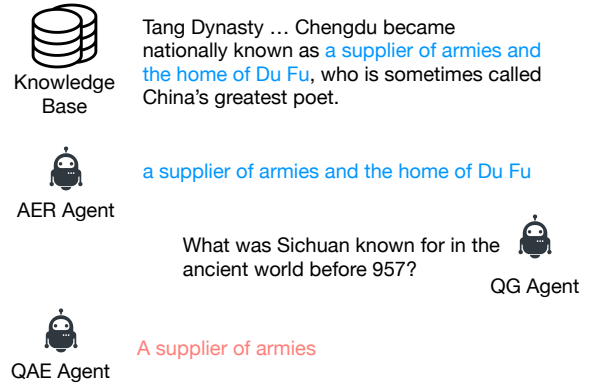 Tang Dynasty … Chengdu became
nationally known as a supplier of armies and
the home of Du Fu, who is sometimes called
China's greatest poet.
Knowledge
Base
a supplier of armies and the home of Du Fu
AER Agent
What was Sichuan known for in the
ancient world before 957?
QG Agent
A supplier of armies
QAE Agent